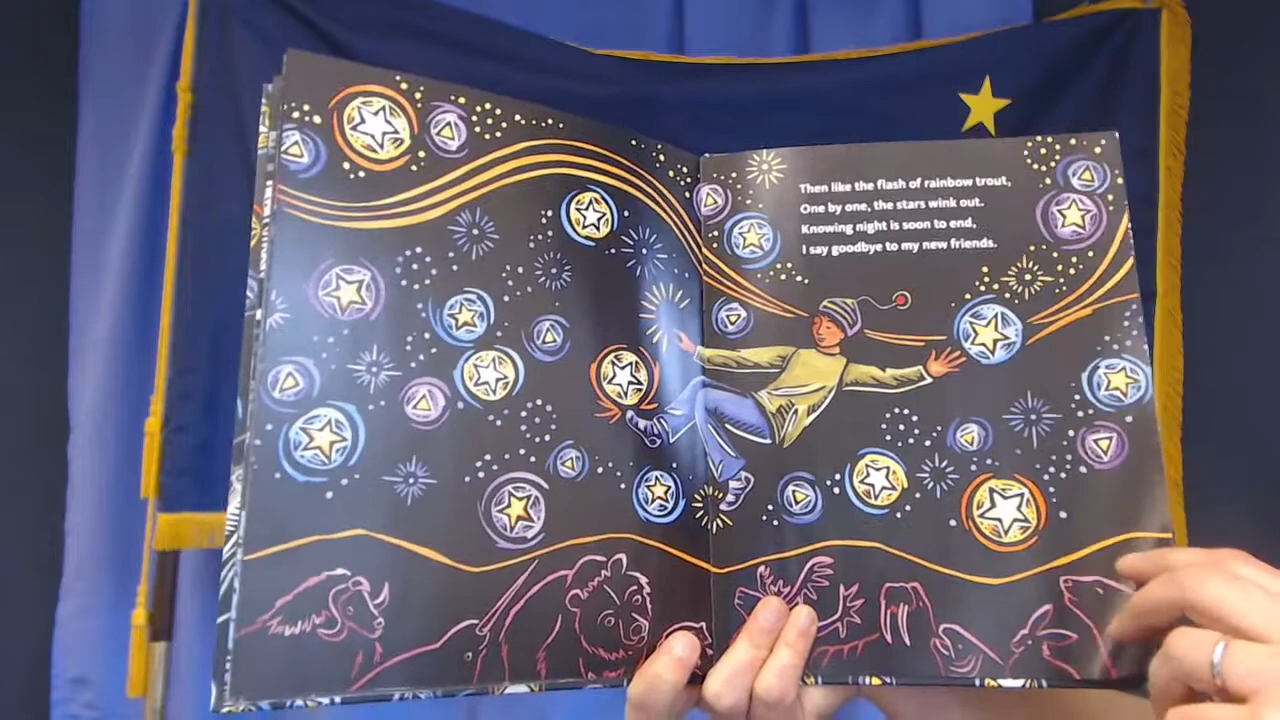 Then like the flash of rainbow trout,
One by one, the stars wink out.
Knowing night is soon to end,
I say goodbye to my new friends.